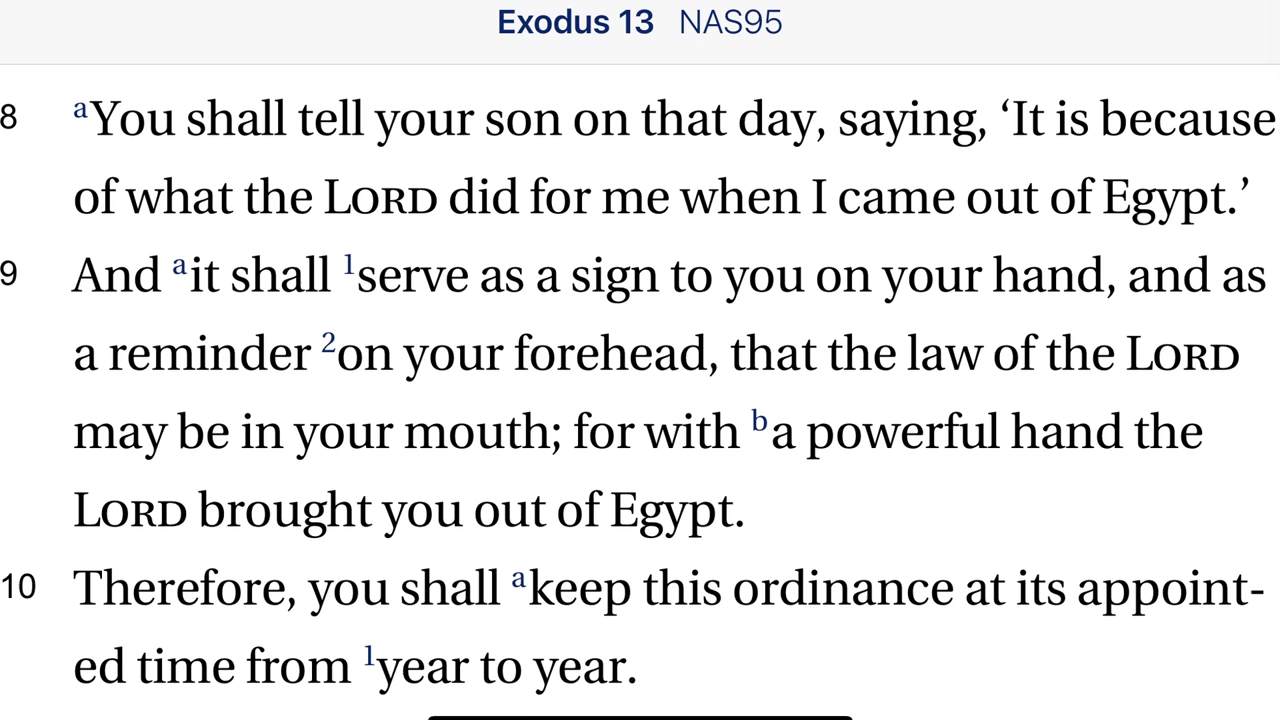 Exodus 13 NAS95
8 aYou shall tell your son on that day, saying, ‘It is because
of what the LORD did for me when I came out of Egypt.’
9 And ait shall 1serve as a sign to you on your hand, and as
a reminder 2on your forehead, that the law of the LORD
may be in your mouth; for with ba powerful hand the
LORD brought you out of Egypt.
10 Therefore, you shall akeep this ordinance at its appoint-
ed time from 1year to year.